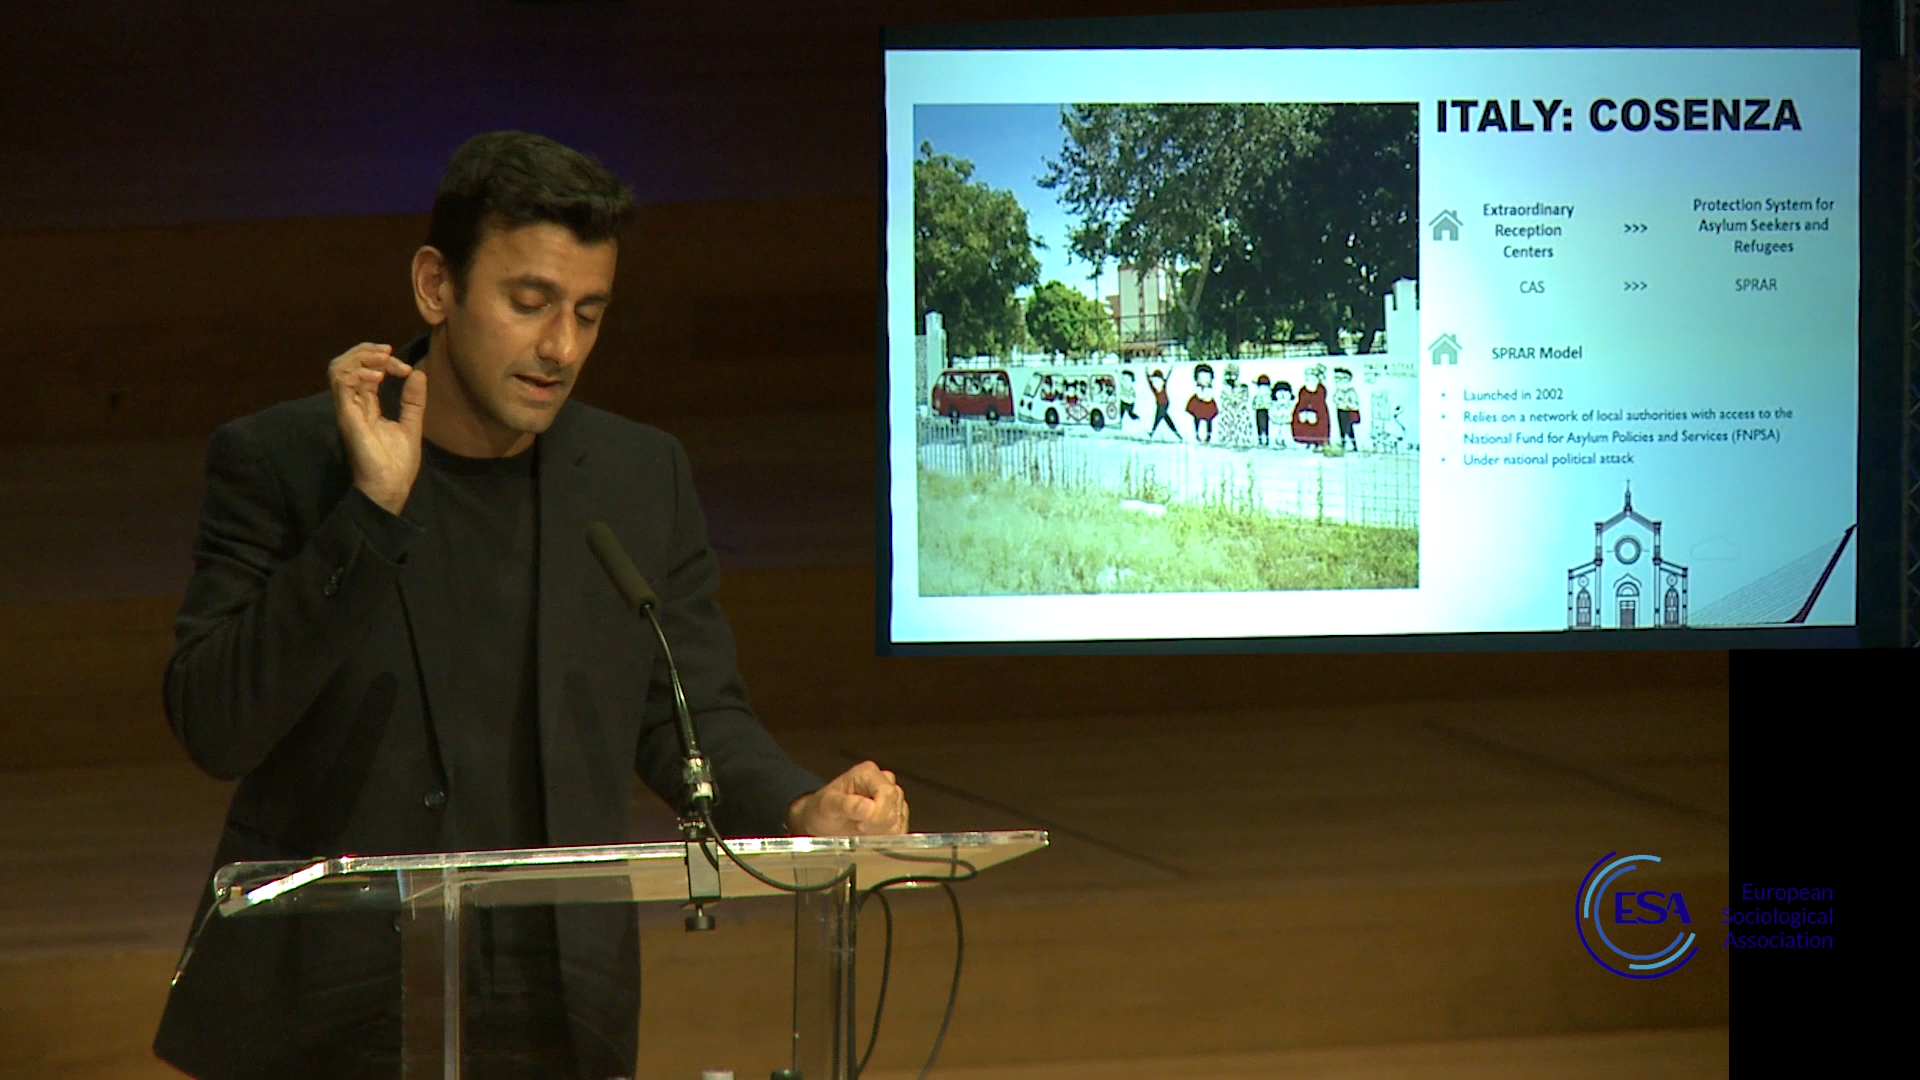 ITALY: COSENZA
Extraordinary
Reception
Centers
>>>
Protection System for
Asylum Seekers and
Refugees
CAS
>>>
SPRAR
SPRAR Model
• Launched in 2002
• Relies on a network of local authorities with access to the
National Fund for Asylum Policies and Services (FNPSA)
• Under national political attack
ESA
European
Sociological
Association